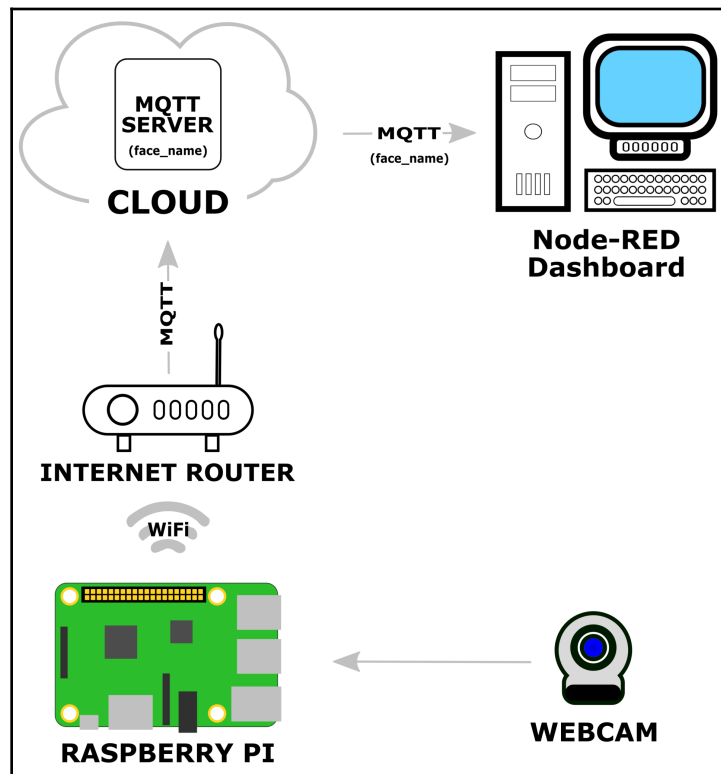 MQTT
SERVER
(face_name)
CLOUD
MQTT
(face_name)
Node-RED
Dashboard
MQTT
INTERNET ROUTER
WiFi
RASPBERRY PI
WEBCAM